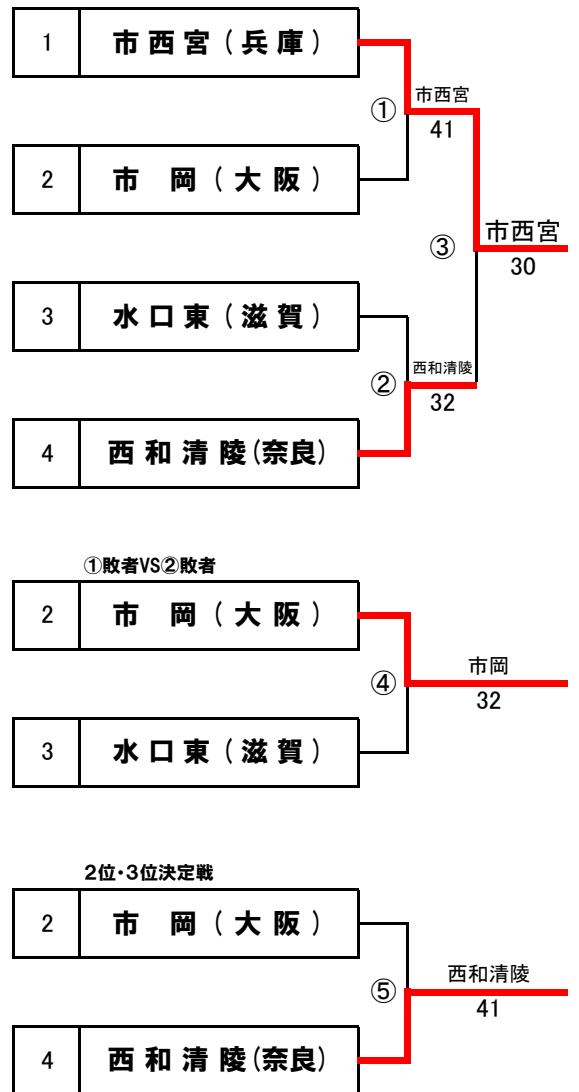 1 市西宮(兵庫)
市西宮
①
41
2 市 岡(大阪)
③
市西宮
30
3 水口東(滋賀)
西和清陵
②
32
4 西和清陵(奈良)
①敗者VS②敗者
2 市 岡(大阪)
市岡
④
32
3 水口東(滋賀)
2位・3位決定戦
2 市 岡(大阪)
西和清陵
⑤
41
4 西和清陵(奈良)